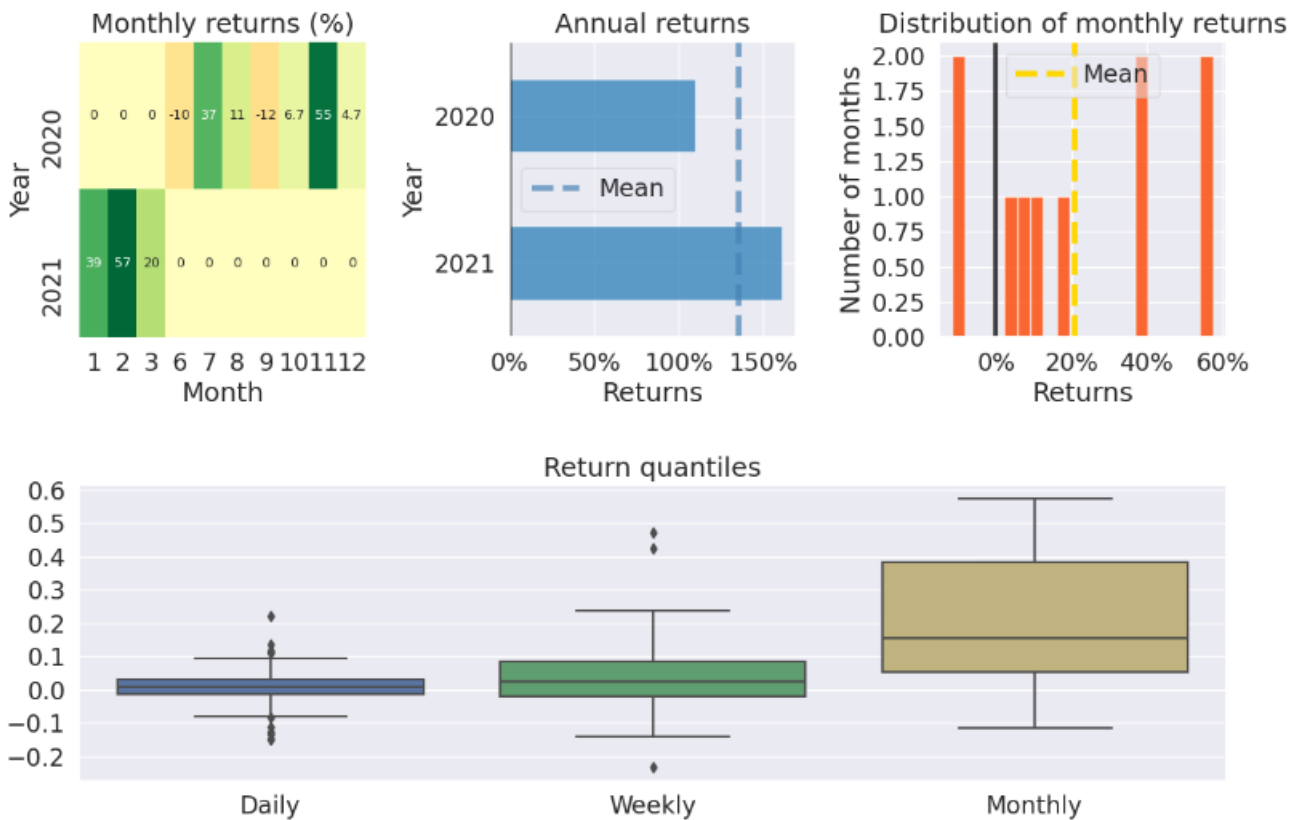 Monthly returns (%)
Year
2020
2021
0 0 0 -10 37 11 -12 6.7 55 4.7
39 57 20 0 0 0 0 0 0 0
1 2 3 6 7 8 9 10 11 12
Month
Annual returns
Year
2020
Mean
2021
0% 50% 100% 150%
Returns
Distribution of monthly returns
Number of months
2.00
1.75
1.50
1.25
1.00
0.75
0.50
0.25
0.00
Mean
0% 20% 40% 60%
Returns
Return quantiles
0.6
0.5
0.4
0.3
0.2
0.1
0.0
−0.1
−0.2
Daily Weekly Monthly